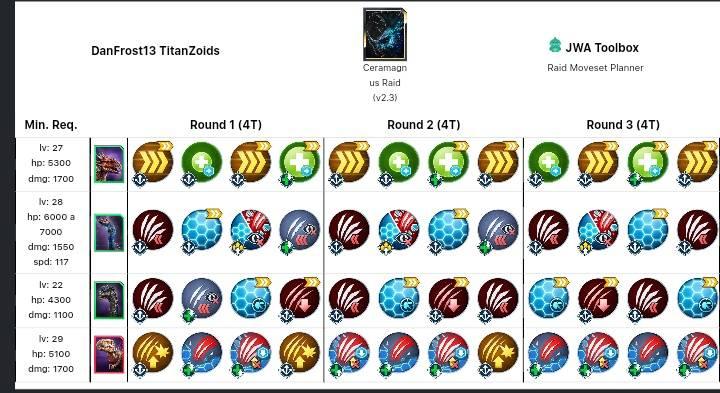 DanFrost13 TitanZoids
Ceramagn
us Raid
(v2.3)
JWA Toolbox
Raid Moveset Planner
Min. Req.
Round 1 (4T)
Round 2 (4T)
Round 3 (4T)
lv: 27
hp: 5300
dmg: 1700
lv: 28
hp: 6000 a
7000
dmg: 1550
spd: 117
lv: 22
hp: 4300
dmg: 1100
lv: 29
hp: 5100
dmg: 1700